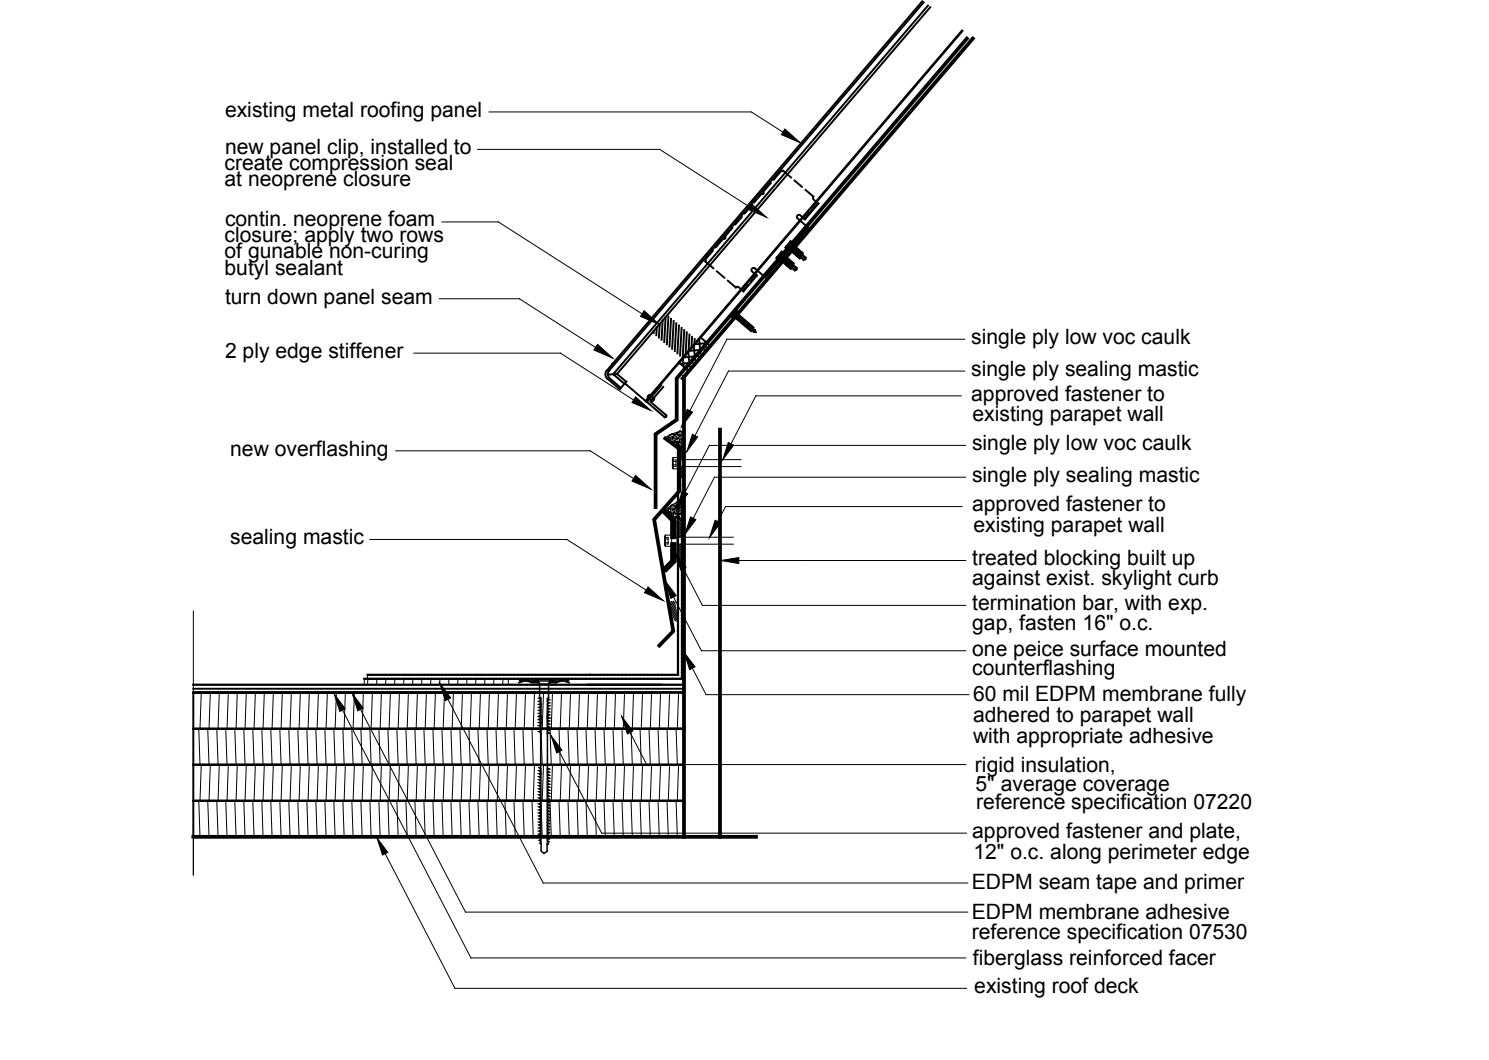 existing metal roofing panel
new panel clip, installed to
create compression seal
at neoprene closure
contin. neoprene foam
closure; apply two rows
of gunable non-curing
butyl sealant
turn down panel seam
2 ply edge stiffener
new overflashing
sealing mastic
single ply low voc caulk
single ply sealing mastic
approved fastener to
existing parapet wall
single ply low voc caulk
single ply sealing mastic
approved fastener to
existing parapet wall
treated blocking built up
against exist. skylight curb
termination bar, with exp.
gap, fasten 16" o.c.
one peice surface mounted
counterflashing
60 mil EDPM membrane fully
adhered to parapet wall
with appropriate adhesive
rigid insulation,
5" average coverage
reference specification 07220
approved fastener and plate,
12" o.c. along perimeter edge
EDPM seam tape and primer
EDPM membrane adhesive
reference specification 07530
fiberglass reinforced facer
existing roof deck